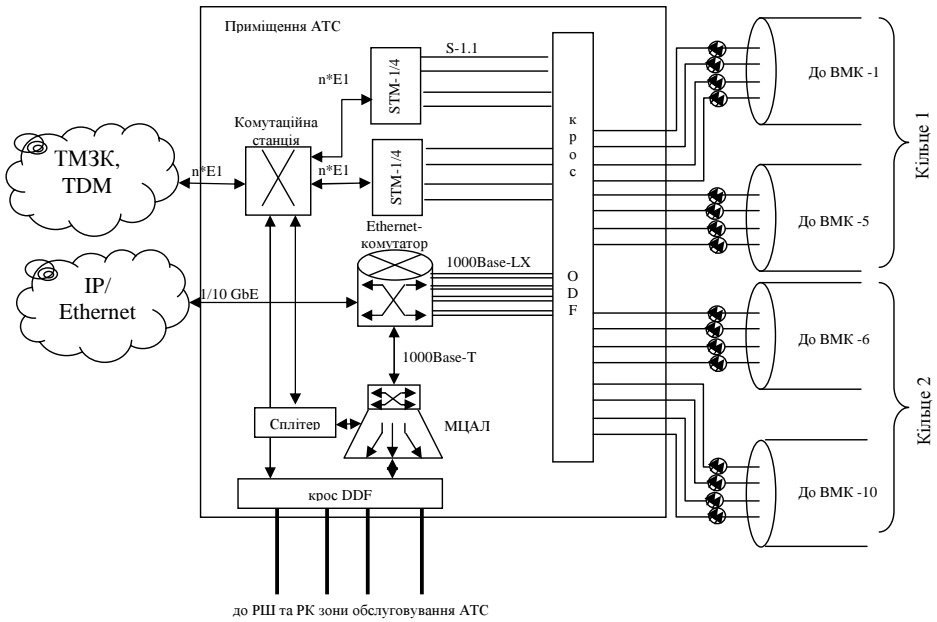 Приміщення АТС
S-1.1
n*E1
STM-1/4
Комутаційна
станція
ТМЗК,
TDM
n*E1
n*E1
STM-1/4
Ethernet-
комутатор
1000Base-LX
IP/
Ethernet
1/10 GbE
1000Base-T
Сплітер
МЦАЛ
крос DDF
к
р
о
с
O
D
F
До ВМК -1
До ВМК -5
Кільце 1
До ВМК -6
До ВМК -10
Кільце 2
до РШ та РК зони обслуговування АТС